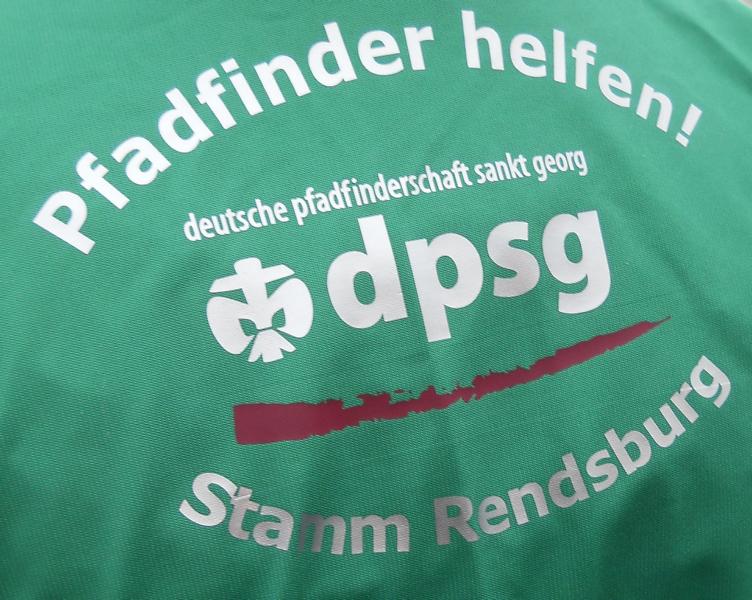 Pfadfinder helfen!
deutsche pfadfinderschaft sankt georg
dpsg
Stamm Rendsburg